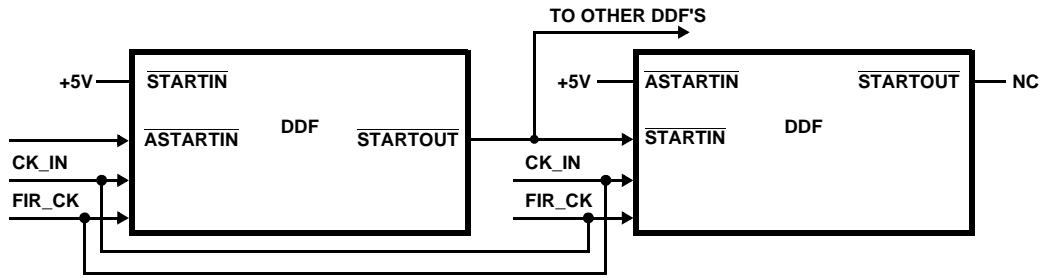 TO OTHER DDF'S
+5V
STARTIN
DDF
ASTARTIN
STARTOUT
CK_IN
FIR_CK
+5V
ASTARTIN
STARTOUT
NC
DDF
STARTIN
CK_IN
FIR_CK